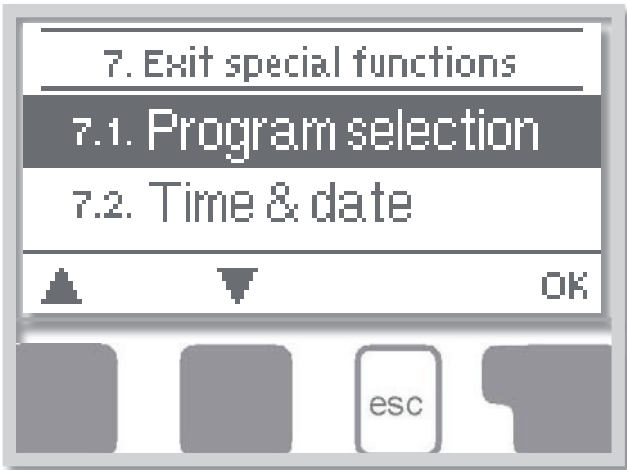 7. Exit special functions
7.1. Program selection
7.2. Time & date
OK
esc